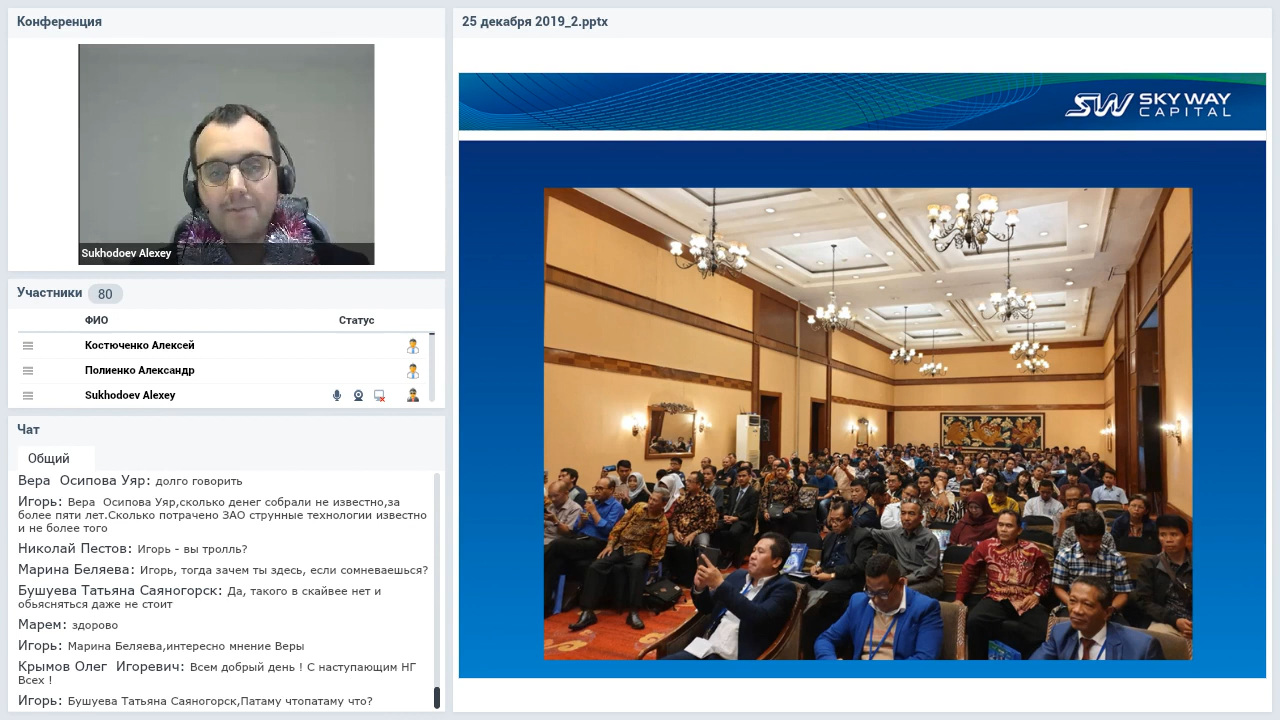 Конференция
Sukhodoev Alexey
Участники 80
ФИО Статус
Костюченко Алексей
Полиенко Александр
Sukhodoev Alexey
Чат
Общий
Вера Осипова Уяр: долго говорить
Игорь: Вера Осипова Уяр,сколько денег собрали не известно,за
более пяти лет.Сколько потрачено ЗАО струнные технологии известно
и не более того
Николай Пестов: Игорь - вы тролль?
Марина Беляева: Игорь, тогда зачем ты здесь, если сомневаешься?
Бушуева Татьяна Саяногорск: Да, такого в скайвее нет и
обьясняться даже не стоит
Марем: здорово
Игорь: Марина Беляева,интересно мнение Веры
Крымов Олег Игоревич: Всем добрый день ! С наступающим НГ
Всех !
Игорь: Бушуева Татьяна Саяногорск,Патаму чтопатаму что?
25 декабря 2019_2.pptx
SW SKY WAY
CAPITAL